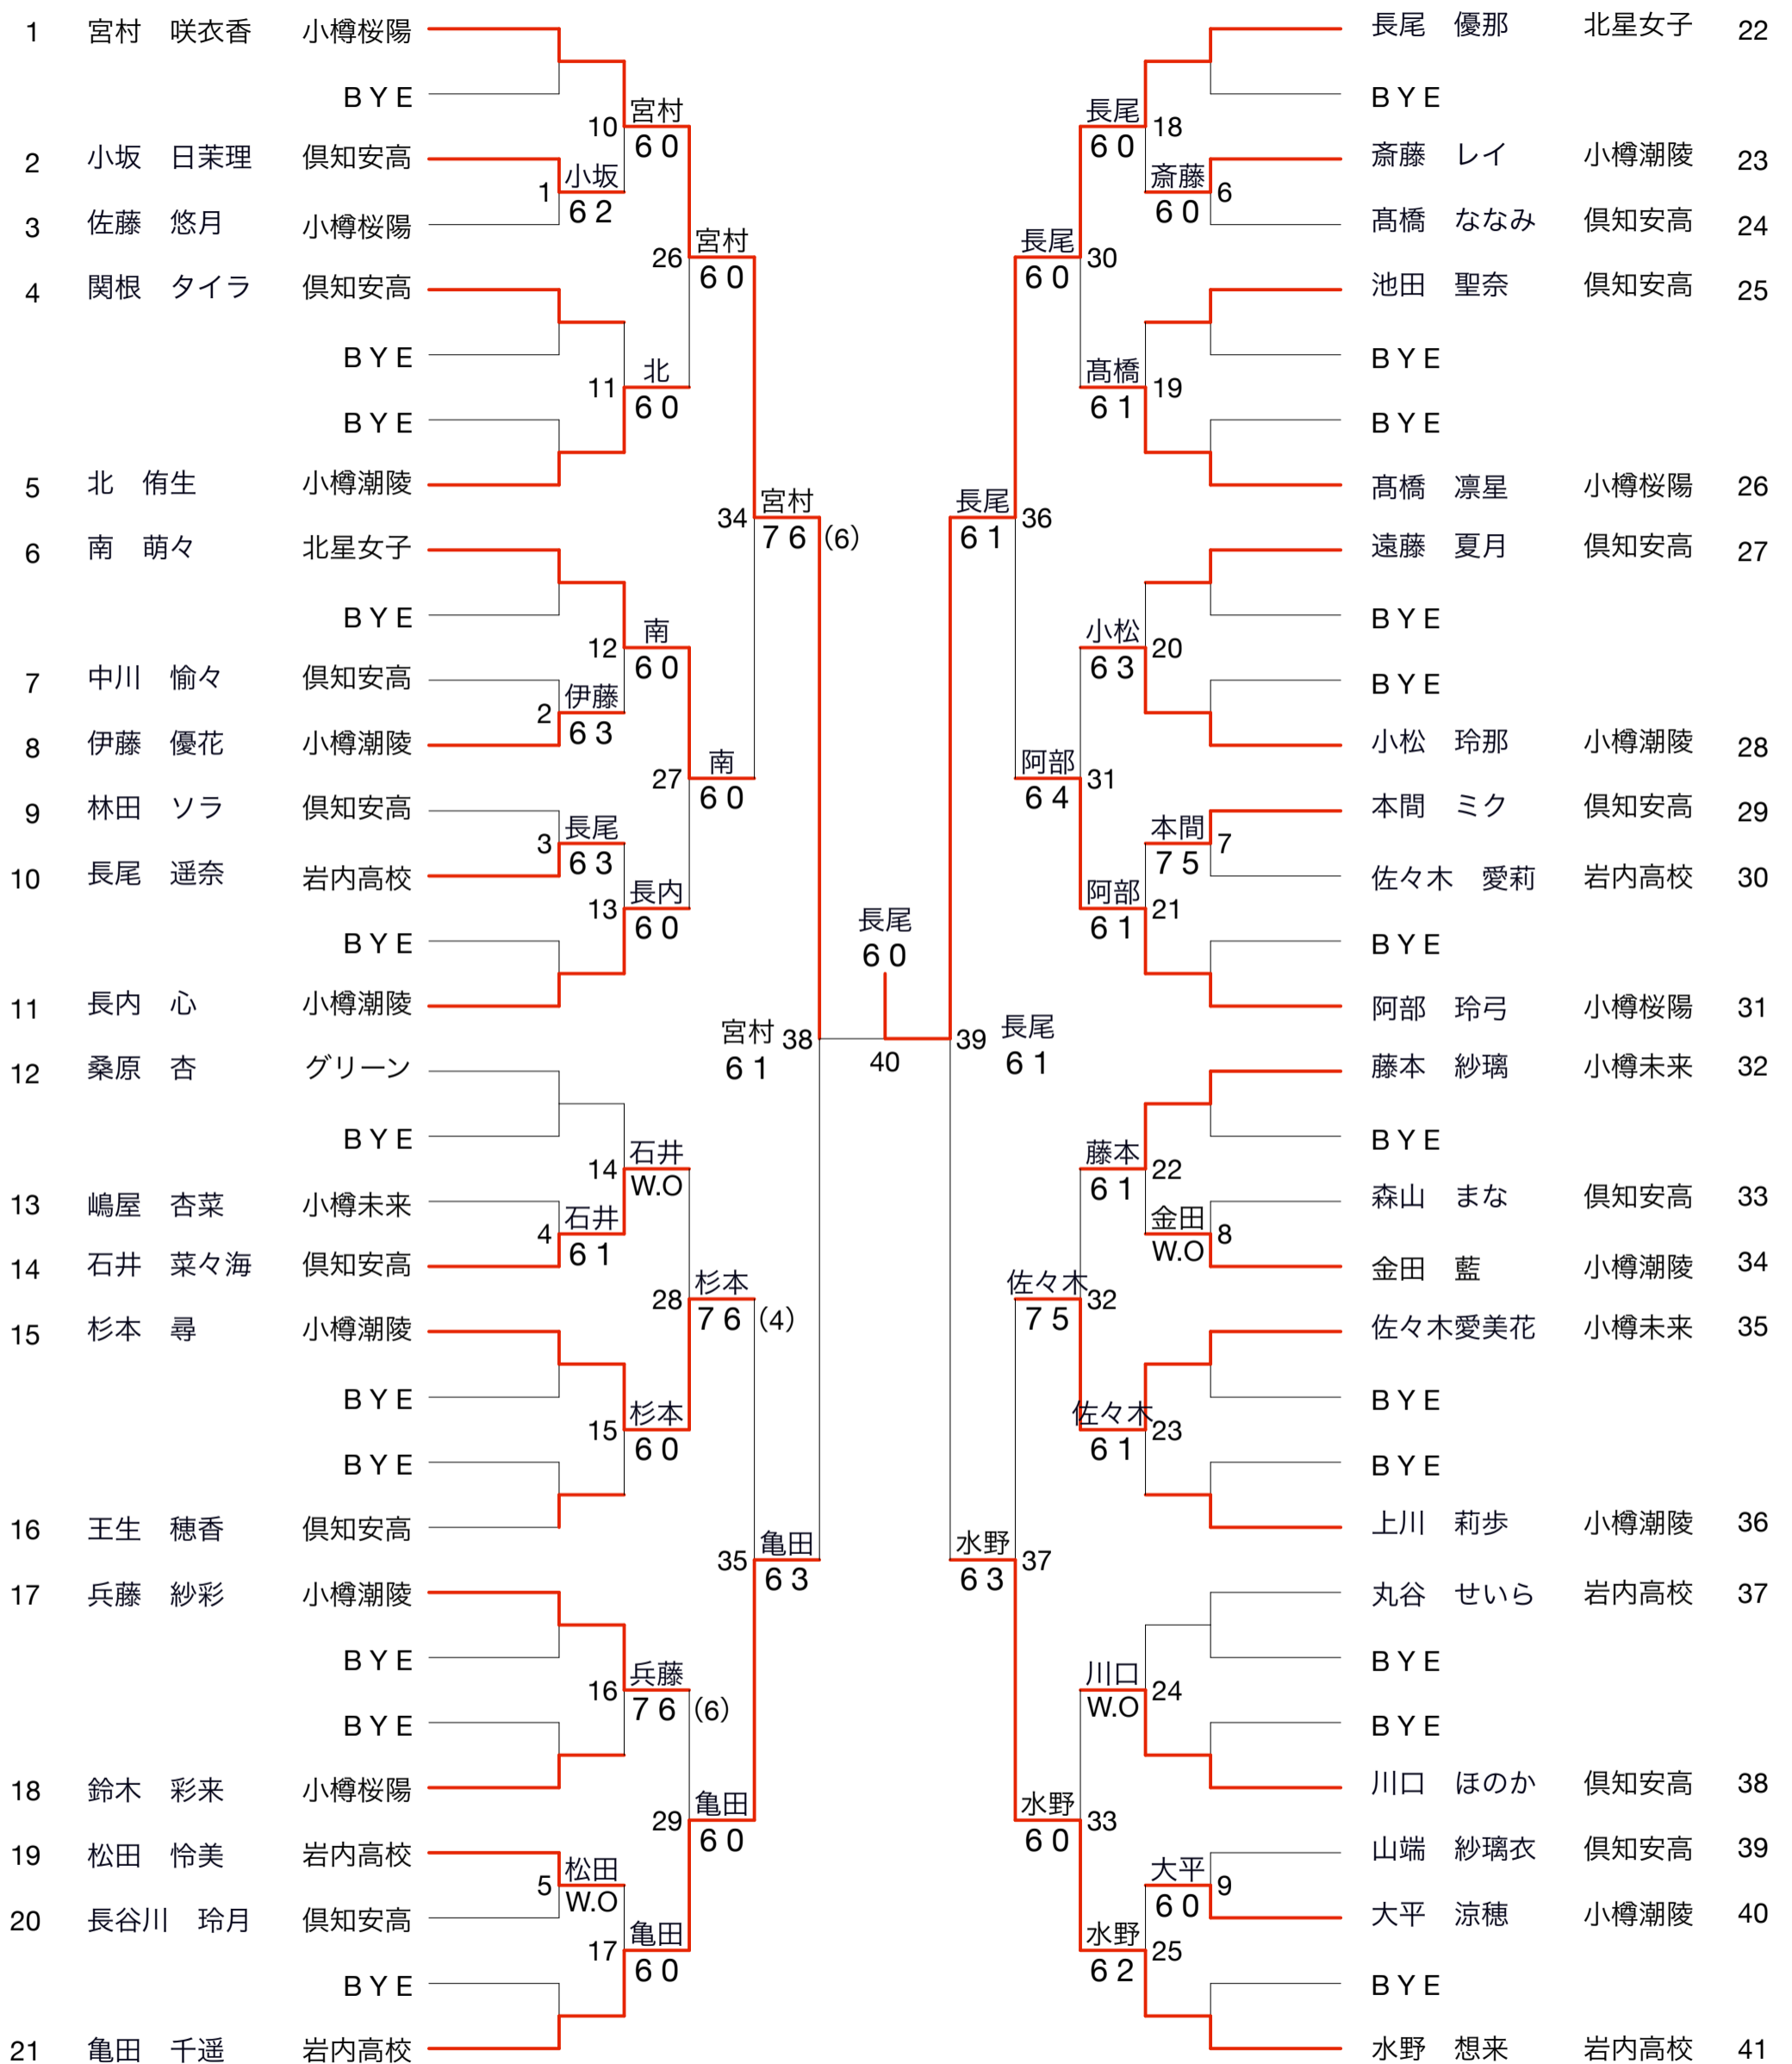 1 宮村 咲衣香 小樽桜陽
BYE
2 小坂 日茉理 倶知安高
3 佐藤 悠月 小樽桜陽
4 関根 タイラ 倶知安高
BYE
BYE
5 北 侑生 小樽潮陵
6 南 萌々 北星女子
BYE
7 中川 愉々 倶知安高
8 伊藤 優花 小樽潮陵
9 林田 ソラ 倶知安高
10 長尾 遥奈 岩内高校
BYE
11 長内 心 小樽潮陵
12 桑原 杏 グリーン
BYE
13 嶋屋 杏菜 小樽未来
14 石井 菜々海 倶知安高
15 杉本 尋 小樽潮陵
BYE
BYE
16 王生 穂香 倶知安高
17 兵藤 紗彩 小樽潮陵
BYE
BYE
18 鈴木 彩来 小樽桜陽
19 松田 怜美 岩内高校
20 長谷川 玲月 倶知安高
BYE
21 亀田 千遥 岩内高校
1 小坂
6 2
2 伊藤
6 3
3 長尾
6 3
4 石井
6 1
5 松田
W.O
10 宮村
6 0
11 北
6 0
12 南
6 0
13 長内
6 0
14 石井
W.O
15 杉本
6 0
16 兵藤
7 6 (6)
17 亀田
6 0
26 宮村
6 0
27 南
6 0
28 杉本
7 6 (4)
29 亀田
6 0
34 宮村
7 6 (6)
35 亀田
6 3
宮村 38
6 1
長尾
6 0
40
39 長尾
6 1
長尾 36
6 1
水野 37
6 3
長尾 30
6 0
阿部 31
6 4
佐々木 32
7 5
水野 33
6 0
長尾 18
6 0
髙橋 19
6 1
小松 20
6 3
阿部 21
6 1
藤本 22
6 1
佐々木 23
6 1
川口 24
W.O
水野 25
6 2
斎藤 6
6 0
本間 7
7 5
金田 8
W.O
大平 9
6 0
長尾 優那 北星女子 22
BYE
斎藤 レイ 小樽潮陵 23
髙橋 ななみ 倶知安高 24
池田 聖奈 倶知安高 25
BYE
BYE
髙橋 凛星 小樽桜陽 26
遠藤 夏月 倶知安高 27
BYE
BYE
小松 玲那 小樽潮陵 28
本間 ミク 倶知安高 29
佐々木 愛莉 岩内高校 30
BYE
阿部 玲弓 小樽桜陽 31
藤本 紗璃 小樽未来 32
BYE
森山 まな 倶知安高 33
金田 藍 小樽潮陵 34
佐々木愛美花 小樽未来 35
BYE
BYE
上川 莉歩 小樽潮陵 36
丸谷 せいら 岩内高校 37
BYE
BYE
川口 ほのか 倶知安高 38
山端 紗璃衣 倶知安高 39
大平 涼穂 小樽潮陵 40
BYE
水野 想来 岩内高校 41